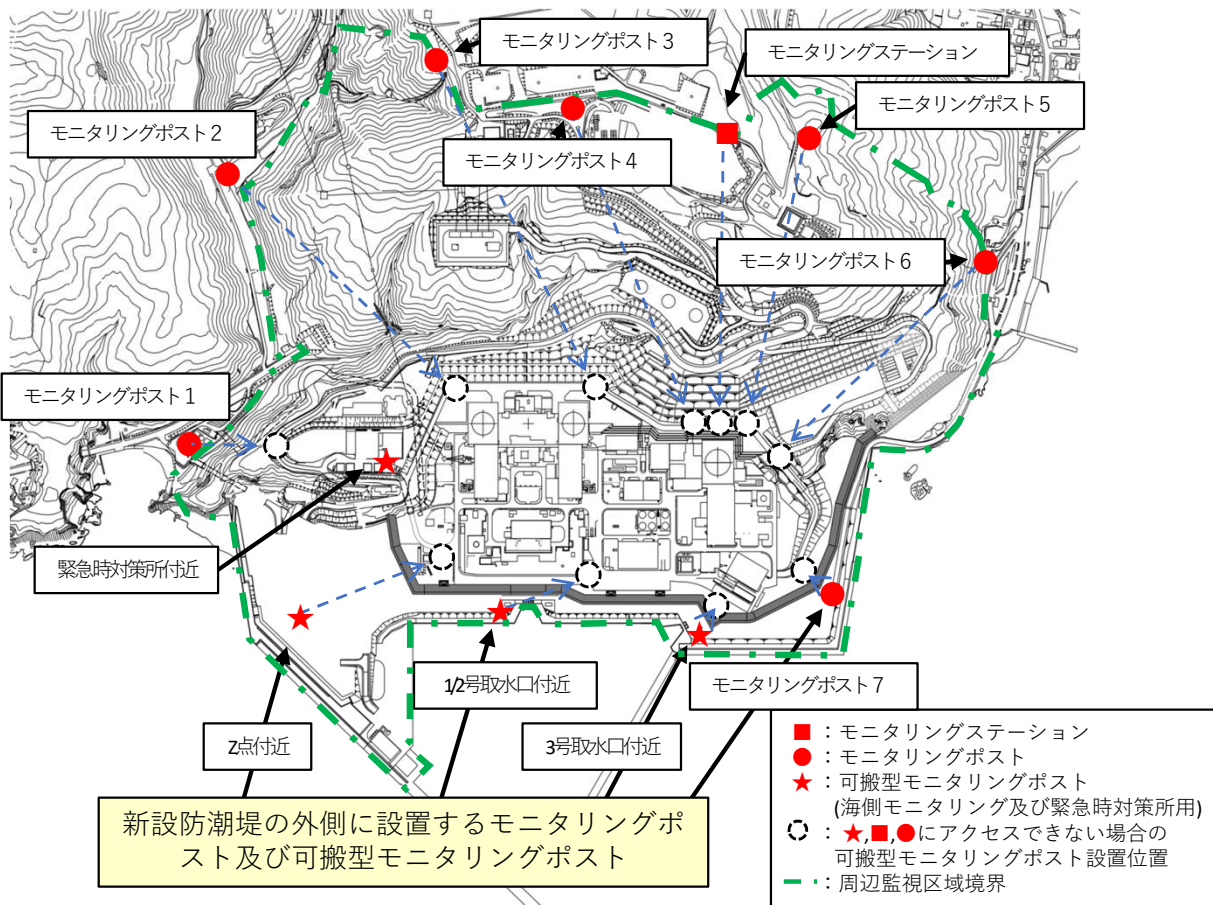 モニタリングポスト3
モニタリングステーション
モニタリングポスト5
モニタリングポスト2
モニタリングポスト4
モニタリングポスト6
モニタリングポスト1
緊急時対策所付近
1/2号取水口付近
モニタリングポスト7
Z点付近
3号取水口付近
新設防潮堤の外側に設置するモニタリングポ
スト及び可搬型モニタリングポスト
■：モニタリングステーション
●：モニタリングポスト
★：可搬型モニタリングポスト
(海側モニタリング及び緊急時対策所用)
：★,■,●にアクセスできない場合の
可搬型モニタリングポスト設置位置
：周辺監視区域境界